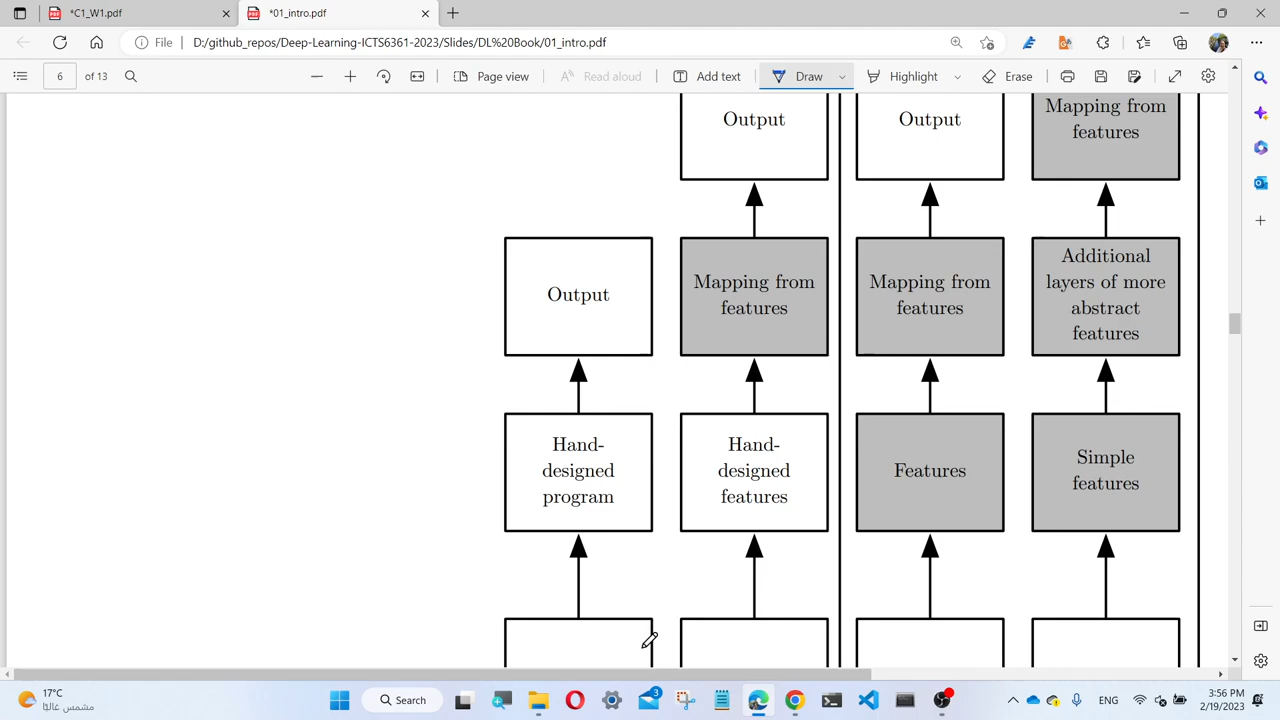 *C1_W1.pdf
*01_intro.pdf
File
D:/github_repos/Deep-Learning-ICTS6361-2023/Slides/DL%20Book/01_intro.pdf
6
of 13
Page view
Read aloud
Add text
Draw
Highlight
Erase
Output
Output
Mapping from
features
Output
Mapping from
features
Mapping from
features
Additional
layers of more
abstract
features
Hand-
designed
program
Hand-
designed
features
Features
Simple
features
17°C
مشمس غالبًا
Search
3
ENG
3:56 PM
2/19/2023